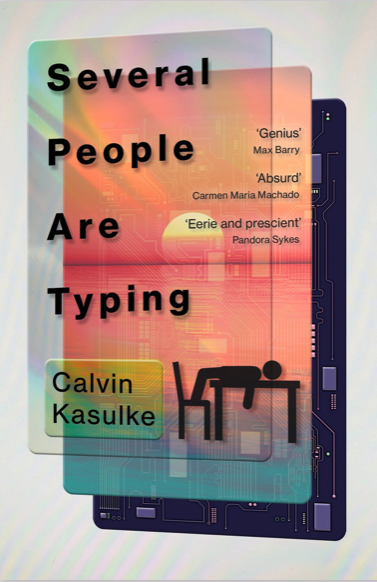 Several
People
Are
Typing
‘Genius’
Max Barry
‘Absurd’
Carmen Maria Machado
‘Eerie and prescient’
Pandora Sykes
Calvin
Kasulke